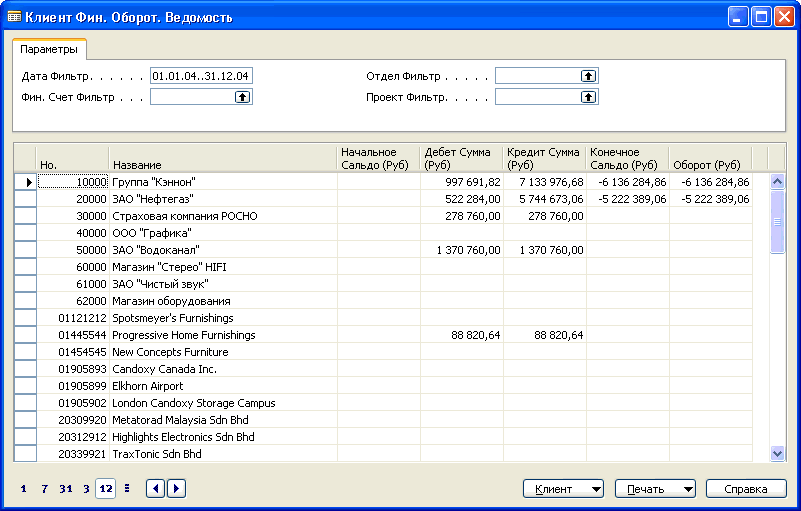 Клиент Фин. Оборот. Ведомость
Параметры
Дата Фильтр. . . . . . 01.01.04..31.12.04 Отдел Фильтр . . . . .
Фин. Счет Фильтр . . . Проект Фильтр. . . . .
Но. Название Начальное Сальдо (Руб) Дебет Сумма (Руб) Кредит Сумма (Руб) Конечное Сальдо (Руб) Оборот (Руб)
10000 Группа "Кэннон" 997 691,82 7 133 976,68 -6 136 284,86 -6 136 284,86
20000 ЗАО "Нефтегаз" 522 284,00 5 744 673,06 -5 222 389,06 -5 222 389,06
30000 Страховая компания РОСНО 278 760,00 278 760,00
40000 ООО "Графика"
50000 ЗАО "Водоканал" 1 370 760,00 1 370 760,00
60000 Магазин "Стерео" HIFI
61000 ЗАО "Чистый звук"
62000 Магазин оборудования
01121212 Spotsmeyer's Furnishings
01445544 Progressive Home Furnishings 88 820,64 88 820,64
01454545 New Concepts Furniture
01905893 Candoxy Canada Inc.
01905899 Elkhorn Airport
01905902 London Candoxy Storage Campus
20309920 Metatorad Malaysia Sdn Bhd
20312912 Highlights Electronics Sdn Bhd
20339921 TraxTonic Sdn Bhd
1 7 31 3 12 Клиент Печать Справка